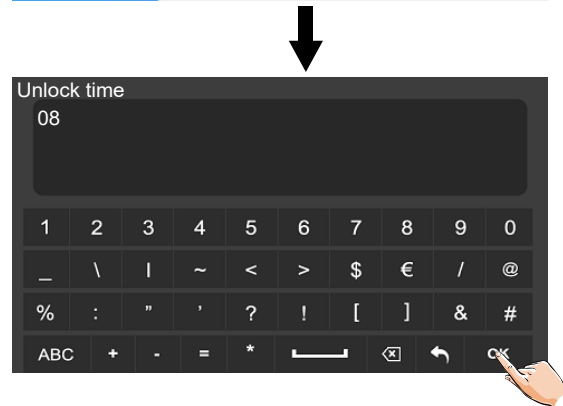 Unlock time
08
1 2 3 4 5 6 7 8 9 0
_ \ | ~ < > $ € / @
% : " ' ? ! [ ] & #
ABC + - = * OK